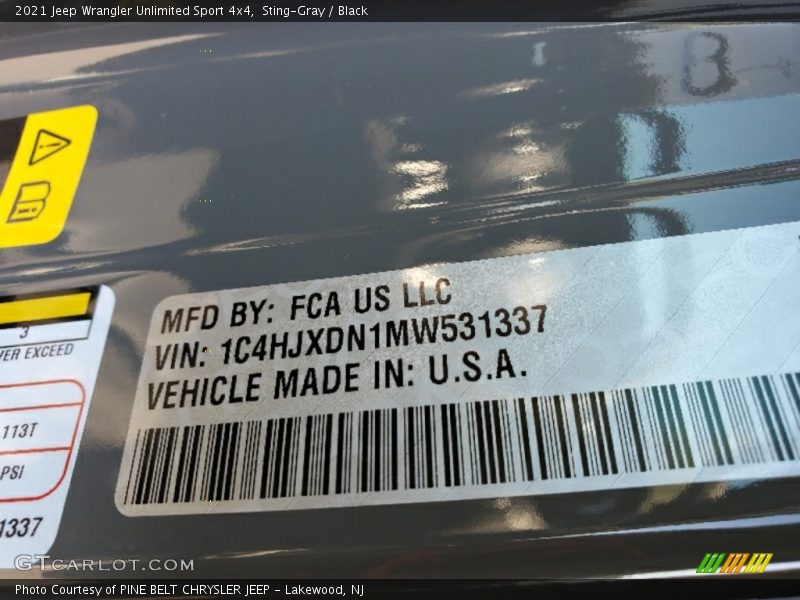 2021 Jeep Wrangler Unlimited Sport 4x4, Sting-Gray / Black
3
VER EXCEED
113T
PSI
1337
MFD BY: FCA US LLC
VIN: 1C4HJXDN1MW531337
VEHICLE MADE IN: U.S.A.
GTCARLOT.COM
Photo Courtesy of PINE BELT CHRYSLER JEEP - Lakewood, NJ